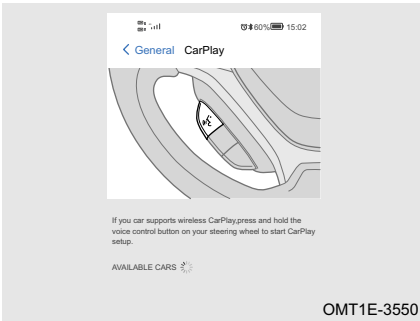 60% 15:02
General CarPlay
If you car supports wireless CarPlay,press and hold the
voice control button on your steering wheel to start CarPlay
setup.
AVAILABLE CARS
OMT1E-3550